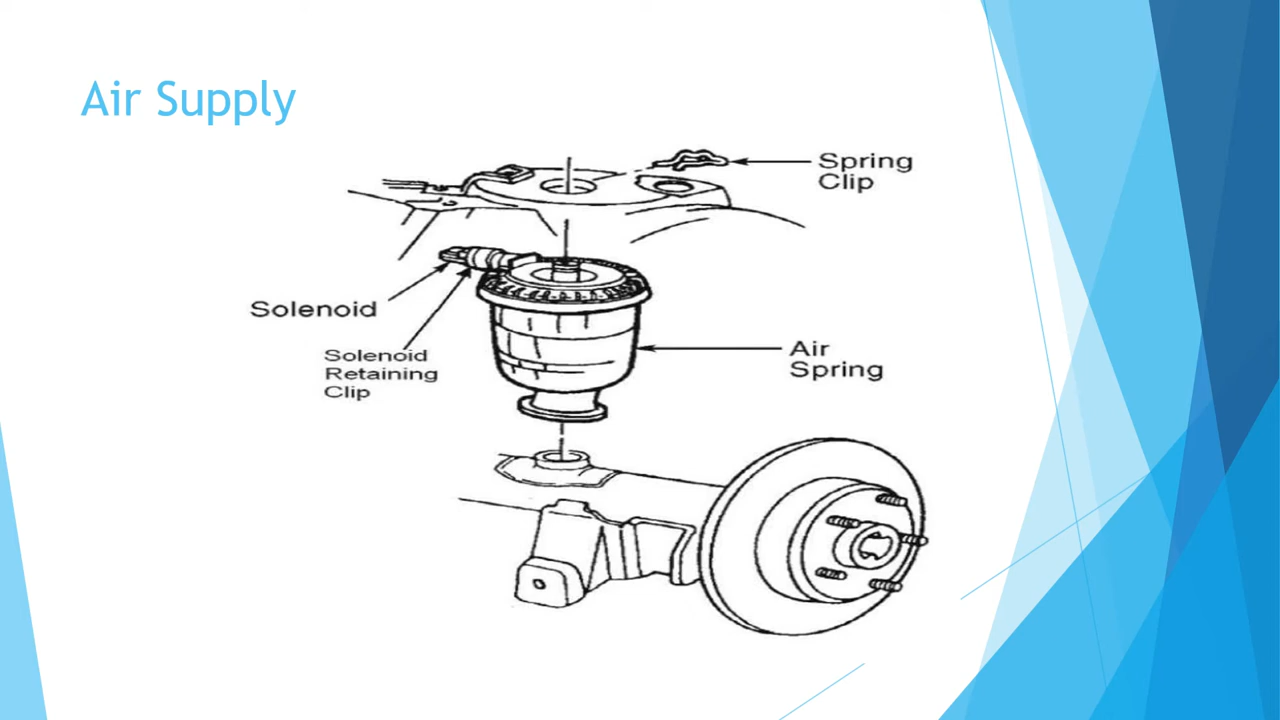 Air Supply
Spring
Clip
Solenoid
Solenoid
Retaining
Clip
Air
Spring